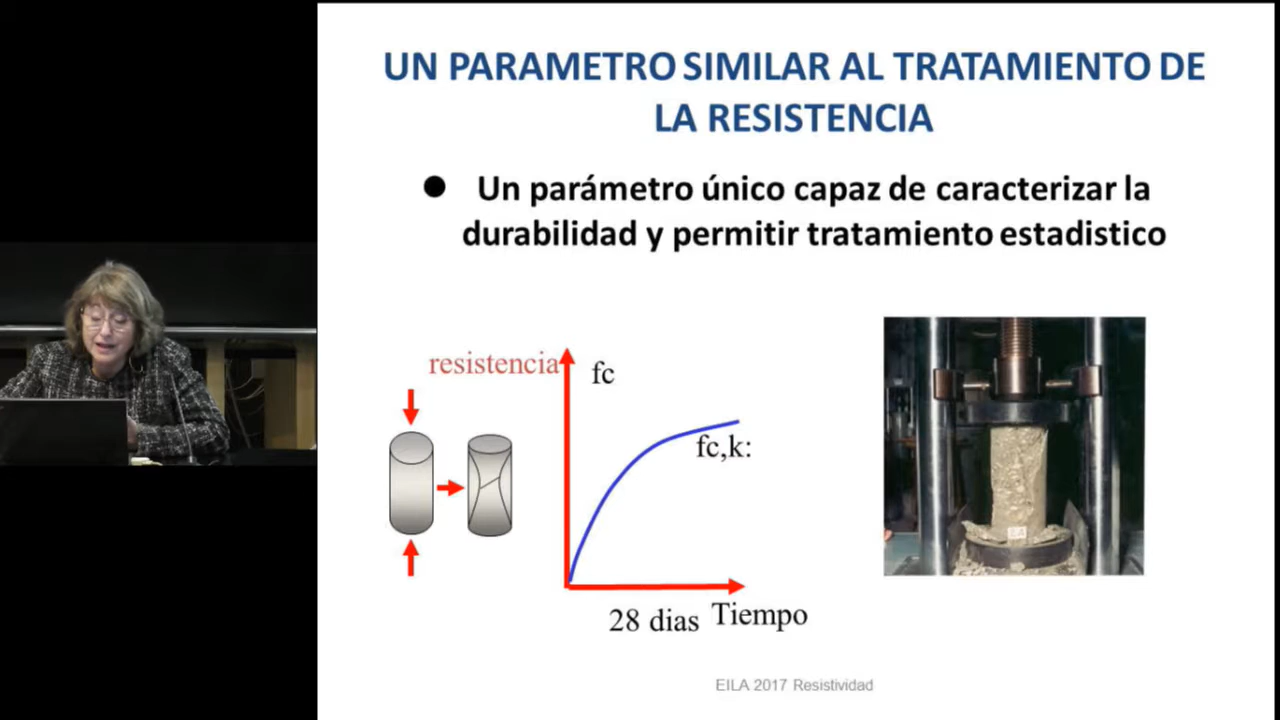 UN PARAMETRO SIMILAR AL TRATAMIENTO DE
LA RESISTENCIA
● Un parámetro único capaz de caracterizar la
durabilidad y permitir tratamiento estadistico
resistencia
fc
fc,k:
28 dias
Tiempo
EILA 2017 Resistividad